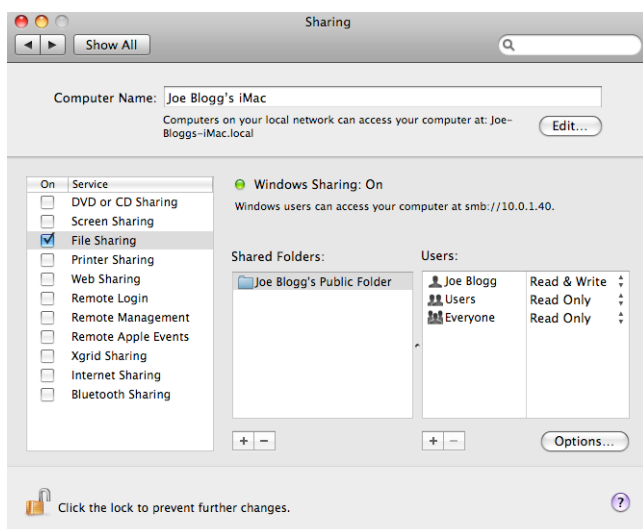 Sharing
Show All
Computer Name: Joe Blogg's iMac
Computers on your local network can access your computer at: Joe-
Bloggs-iMac.local
Edit...
On Service
DVD or CD Sharing
Screen Sharing
File Sharing
Printer Sharing
Web Sharing
Remote Login
Remote Management
Remote Apple Events
Xgrid Sharing
Internet Sharing
Bluetooth Sharing
Windows Sharing: On
Windows users can access your computer at smb://10.0.1.40.
Shared Folders:
Joe Blogg's Public Folder
Users:
Joe Blogg Read & Write
Users Read Only
Everyone Read Only
+ −
+ −
Options...
Click the lock to prevent further changes.
?